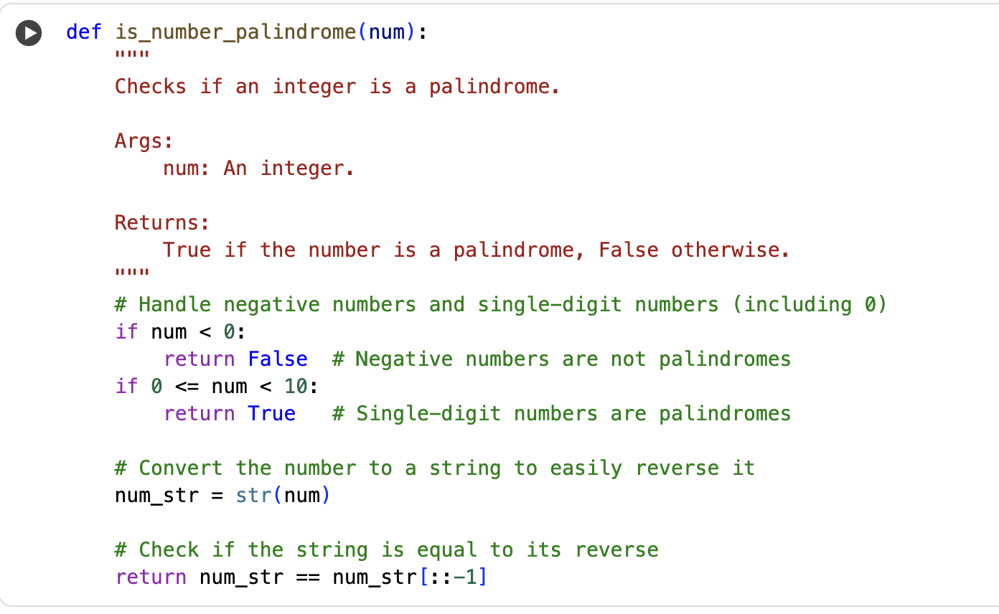 def is_number_palindrome(num):
    """
    Checks if an integer is a palindrome.

    Args:
        num: An integer.

    Returns:
        True if the number is a palindrome, False otherwise.
    """
    # Handle negative numbers and single-digit numbers (including 0)
    if num < 0:
        return False  # Negative numbers are not palindromes
    if 0 <= num < 10:
        return True   # Single-digit numbers are palindromes

    # Convert the number to a string to easily reverse it
    num_str = str(num)

    # Check if the string is equal to its reverse
    return num_str == num_str[::-1]